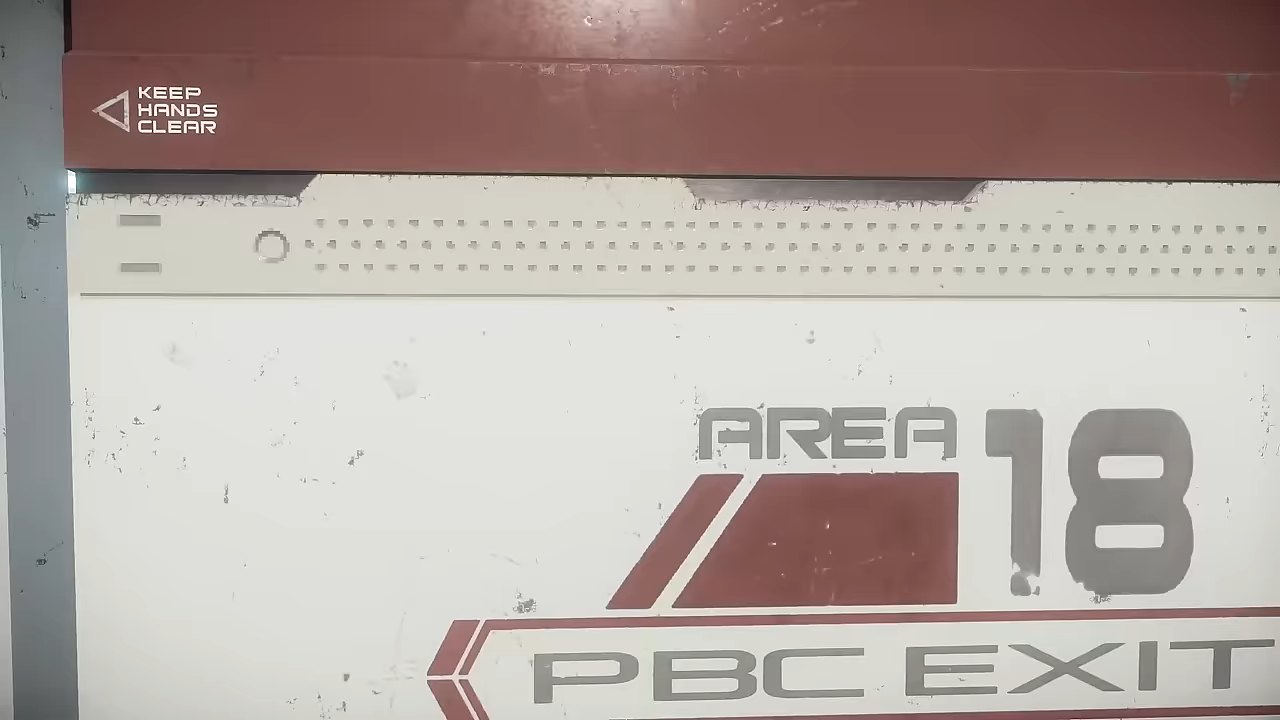 KEEP
HANDS
CLEAR
AREA 18
PBC EXIT